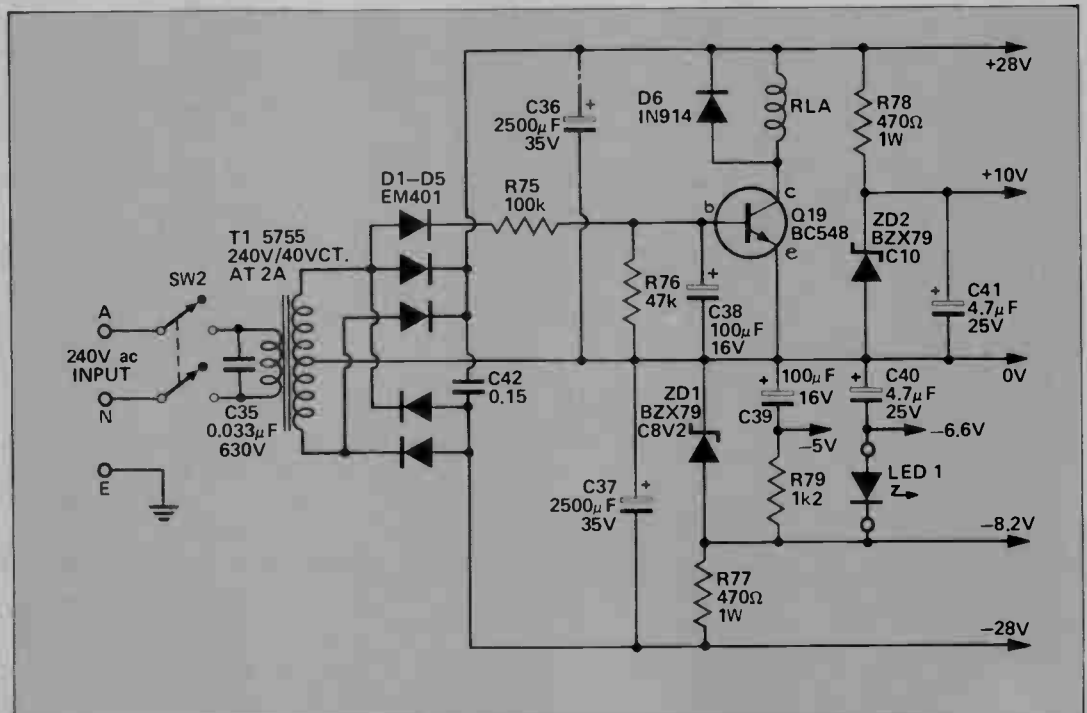 +28V
C36
2500µF
35V
D6
IN914
RLA
R78
470Ω
1W
D1–D5
EM401
R75
100k
+10V
c
b
Q19
BC548
e
ZD2
BZX79
C10
T1 5755
240V/40VCT.
AT 2A
SW2
R76
47k
C38
100µF
16V
C41
4.7µF
25V
A
240V ac
INPUT
N
C35
0.033µF
630V
E
C42
0.15
0V
ZD1
BZX79
C8V2
100µF
16V
C39
C40
4.7µF
25V
–5V
–6.6V
C37
2500µF
35V
R79
1k2
LED 1
–8.2V
R77
470Ω
1W
–28V